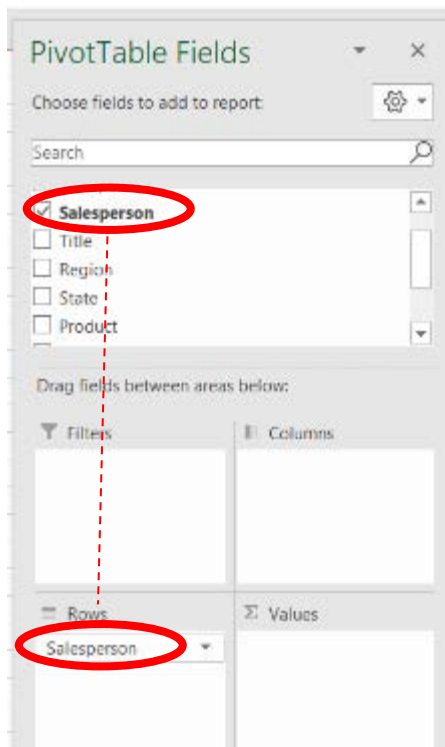 PivotTable Fields
Choose fields to add to report:
Search
Salesperson
Title
Region
State
Product
Drag fields between areas below:
Filters
Columns
Rows
Σ Values
Salesperson